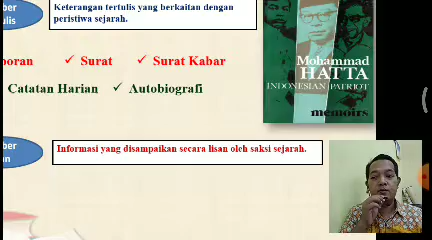 ber
ulis
Keterangan tertulis yang berkaitan dengan
peristiwa sejarah.
poran ✓ Surat ✓ Surat Kabar
Catatan Harian ✓ Autobiografi
Mohammad
HATTA
INDONESIAN PATRIOT
memoirs
ber
an
Informasi yang disampaikan secara lisan oleh saksi sejarah.